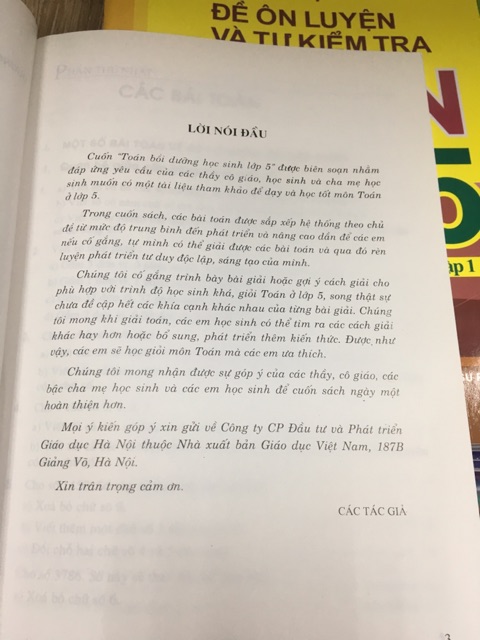 ĐỀ ÔN LUYỆN
VÀ TỰ KIỂM TRA
N
5
ập 1
CÁC BÀI TOÁN
LỜI NÓI ĐẦU
Cuốn "Toán bồi dưỡng học sinh lớp 5" được biên soạn nhằm
đáp ứng yêu cầu của các thầy cô giáo, học sinh và cha mẹ học
sinh muốn có một tài liệu tham khảo để dạy và học tốt môn Toán
ở lớp 5.
Trong cuốn sách, các bài toán được sắp xếp hệ thống theo chủ
đề từ mức độ trung bình đến phát triển và nâng cao dần để các em
nếu cố gắng, tự mình có thể giải được các bài toán và qua đó rèn
luyện phát triển tư duy độc lập, sáng tạo của mình.
Chúng tôi cố gắng trình bày bài giải hoặc gợi ý cách giải cho
phù hợp với trình độ học sinh khá, giỏi Toán ở lớp 5, song thật sự
chưa đề cập hết các khía cạnh khác nhau của từng bài giải. Chúng
tôi mong khi giải toán, các em học sinh có thể tìm ra các cách giải
khác hay hơn hoặc bổ sung, phát triển thêm kiến thức. Được như
vậy, các em sẽ học giỏi môn Toán mà các em ưa thích.
Chúng tôi mong nhận được sự góp ý của các thầy, cô giáo, các
bậc cha mẹ học sinh và các em học sinh để cuốn sách ngày một
hoàn thiện hơn.
Mọi ý kiến góp ý xin gửi về Công ty CP Đầu tư và Phát triển
Giáo dục Hà Nội thuộc Nhà xuất bản Giáo dục Việt Nam, 187B
Giảng Võ, Hà Nội.
Xin trân trọng cảm ơn.
CÁC TÁC GIẢ
3